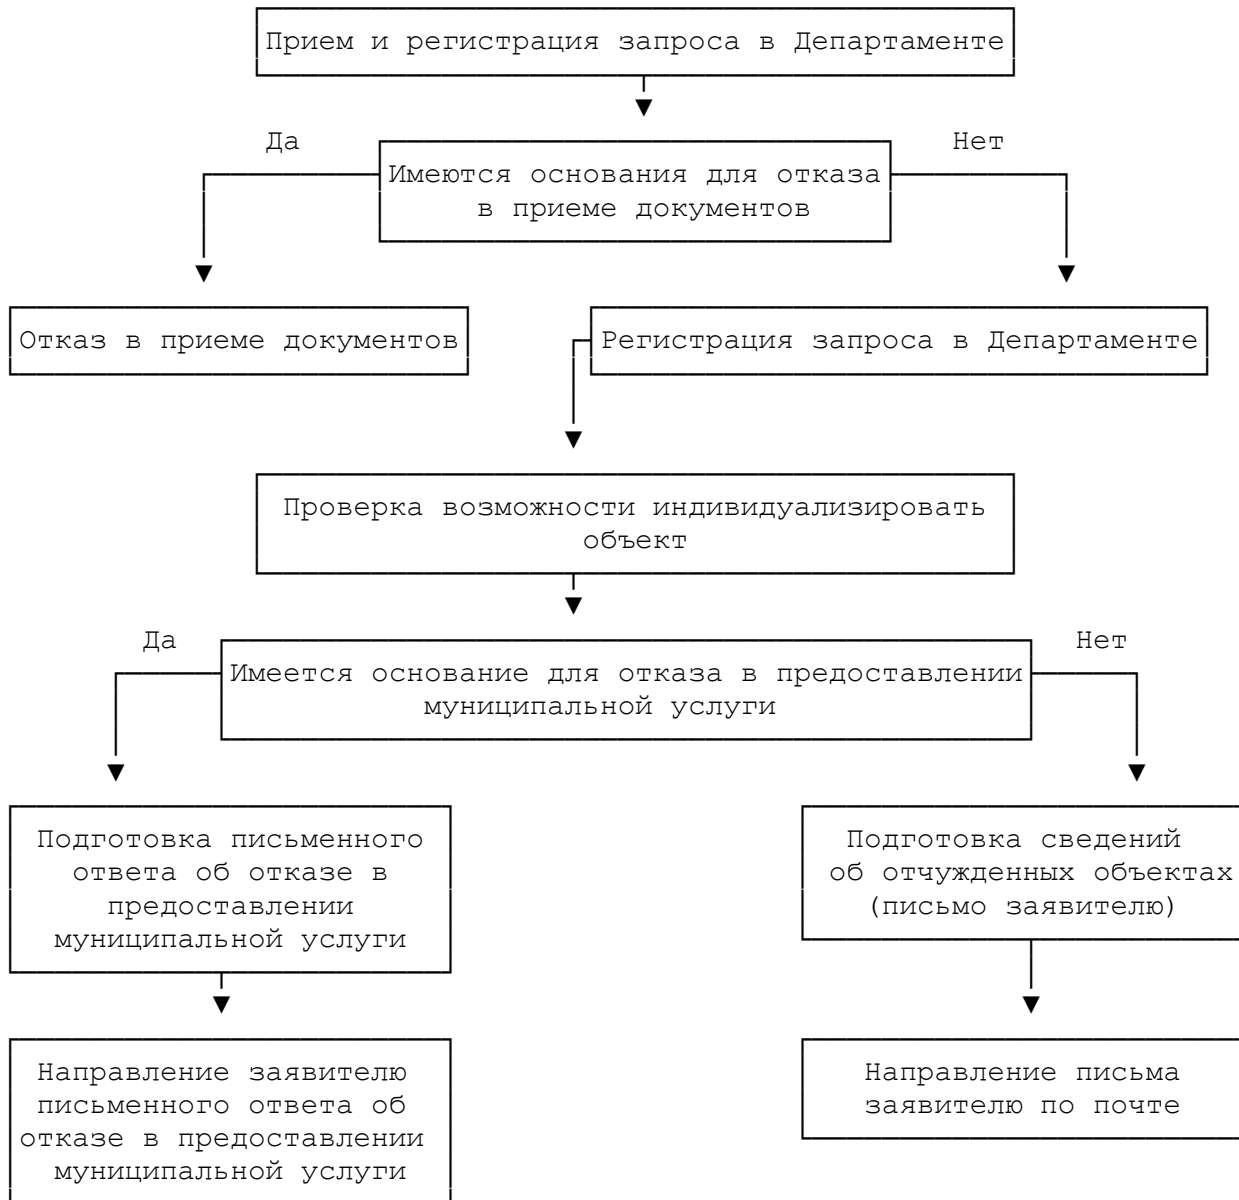 Прием и регистрация запроса в Департаменте
Да
Нет
Имеются основания для отказа
в приеме документов
Отказ в приеме документов
Регистрация запроса в Департаменте
Проверка возможности индивидуализировать
объект
Да
Нет
Имеется основание для отказа в предоставлении
муниципальной услуги
Подготовка письменного
ответа об отказе в
предоставлении
муниципальной услуги
Подготовка сведений
об отчужденных объектах
(письмо заявителю)
Направление заявителю
письменного ответа об
отказе в предоставлении
муниципальной услуги
Направление письма
заявителю по почте